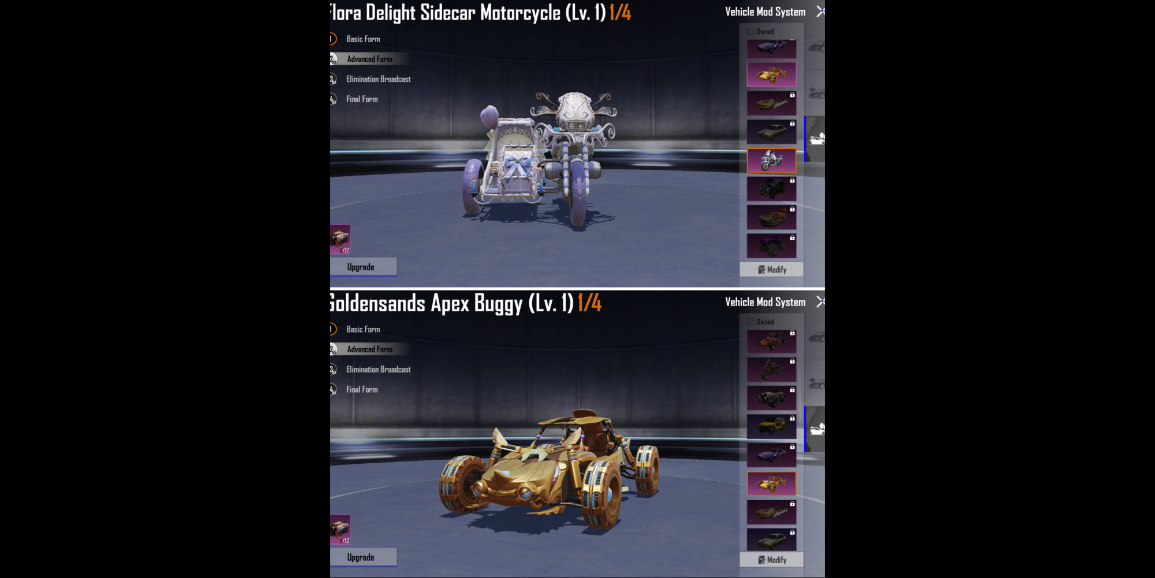 Flora Delight Sidecar Motorcycle (Lv. 1) 1/4
Vehicle Mod System
Owned
Basic Form
Advanced Form
Elimination Broadcast
Final Form
Upgrade
Modify
Goldensands Apex Buggy (Lv. 1) 1/4
Vehicle Mod System
Owned
Basic Form
Advanced Form
Elimination Broadcast
Final Form
Upgrade
Modify